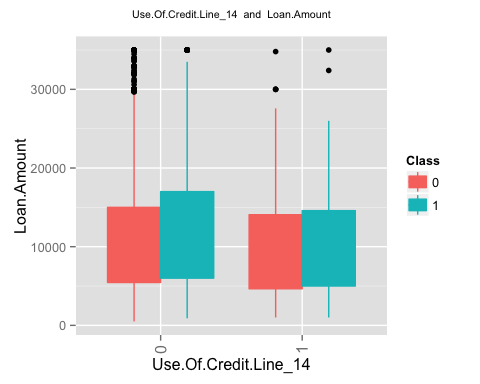 Use.Of.Credit.Line_14 and Loan.Amount
Loan.Amount
30000
20000
10000
0
0
1
Use.Of.Credit.Line_14
Class
0
1